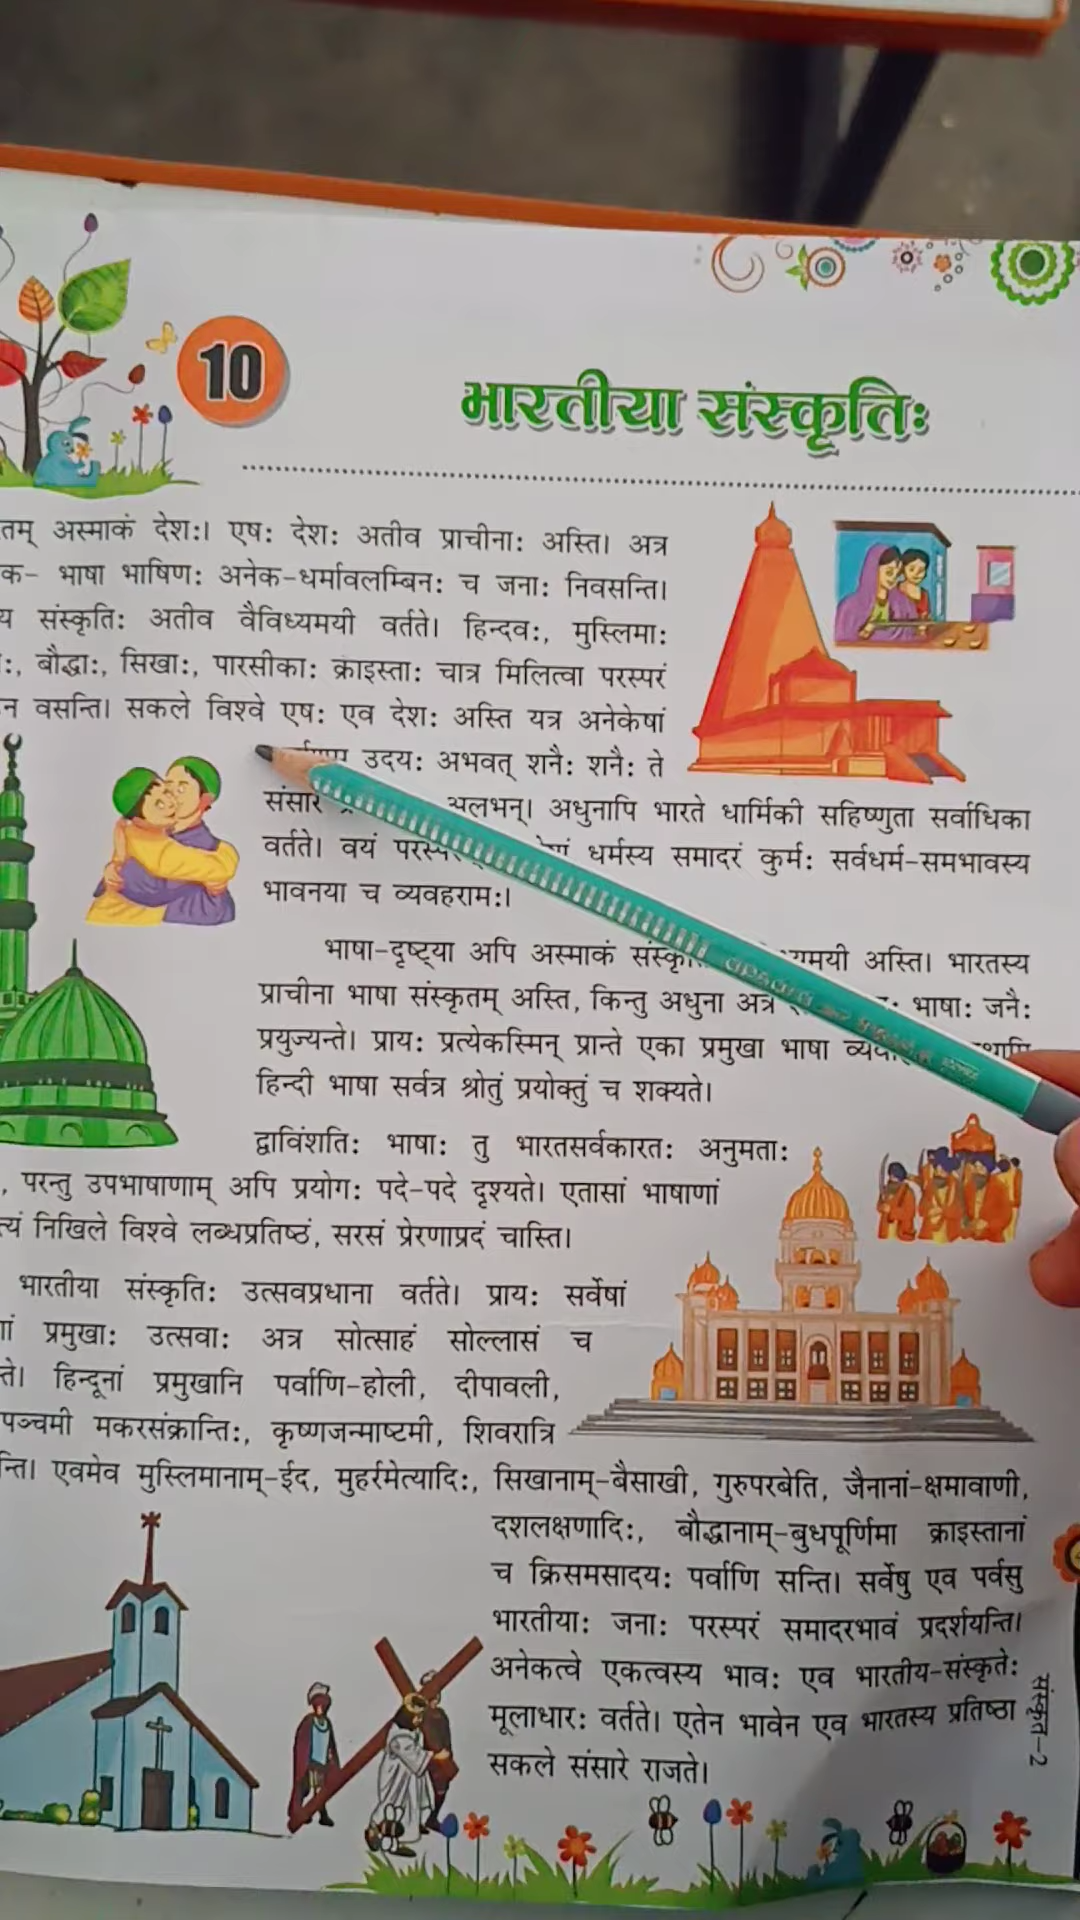 10
भारतीया संस्कृतिः
अस्माकं देशः। एषः देशः अतीव प्राचीनाः अस्ति। अत्र
भाषा भाषिणः अनेक-धर्मावलम्बिनः च जनाः निवसन्ति।
संस्कृतिः अतीव वैविध्यमयी वर्तते। हिन्दवः, मुस्लिमाः
बौद्धाः, सिखाः, पारसीकाः क्राइस्ताः चात्र मिलित्वा परस्परं
वसन्ति। सकले विश्वे एषः एव देशः अस्ति यत्र अनेकेषां
उदयः अभवत् शनैः शनैः ते
संसारे अलभन्। अधुनापि भारते धार्मिकी सहिष्णुता सर्वाधिका
वर्तते। वयं धर्मस्य समादरं कुर्मः सर्वधर्म-समभावस्य
भावनया च व्यवहरामः।
भाषा-दृष्ट्या अपि अस्माकं अस्ति। भारतस्य
प्राचीना भाषा संस्कृतम् अस्ति, किन्तु अधुना अत्र भाषाः जनैः
प्रयुज्यन्ते। प्रायः प्रत्येकस्मिन् प्रान्ते एका प्रमुखा भाषा
हिन्दी भाषा सर्वत्र श्रोतुं प्रयोक्तुं च शक्यते।
द्वाविंशतिः भाषाः तु भारतसर्वकारतः अनुमताः
, परन्तु उपभाषाणाम् अपि प्रयोगः पदे-पदे दृश्यते। एतासां भाषाणां
निखिले विश्वे लब्धप्रतिष्ठं, सरसं प्रेरणाप्रदं चास्ति।
भारतीया संस्कृतिः उत्सवप्रधाना वर्तते। प्रायः सर्वेषां
प्रमुखाः उत्सवाः अत्र सोत्साहं सोल्लासं च
हिन्दूनां प्रमुखानि पर्वाणि-होली, दीपावली,
पञ्चमी मकरसंक्रान्तिः, कृष्णजन्माष्टमी, शिवरात्रि
एवमेव मुस्लिमानाम्-ईद, मुहर्रमेत्यादिः, सिखानाम्-बैसाखी, गुरुपरबेति, जैनानां-क्षमावाणी,
दशलक्षणादिः, बौद्धानाम्-बुधपूर्णिमा क्राइस्तानां
च क्रिसमसादयः पर्वाणि सन्ति। सर्वेषु एव पर्वसु
भारतीयाः जनाः परस्परं समादरभावं प्रदर्शयन्ति।
अनेकत्वे एकत्वस्य भावः एव भारतीय-संस्कृतेः
मूलाधारः वर्तते। एतेन भावेन एव भारतस्य प्रतिष्ठा
सकले संसारे राजते।
संस्कृत-2
apsara